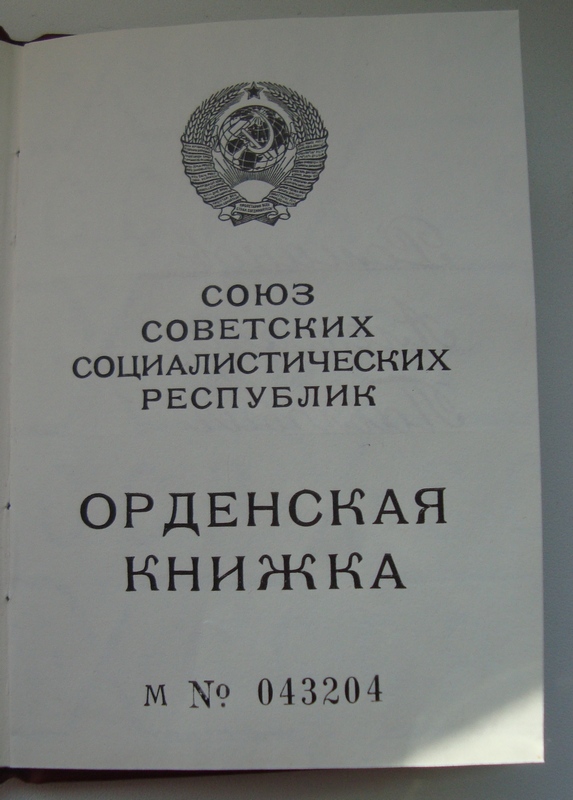 СОЮЗ
СОВЕТСКИХ
СОЦИАЛИСТИЧЕСКИХ
РЕСПУБЛИК
ОРДЕНСКАЯ
КНИЖКА
М № 043204